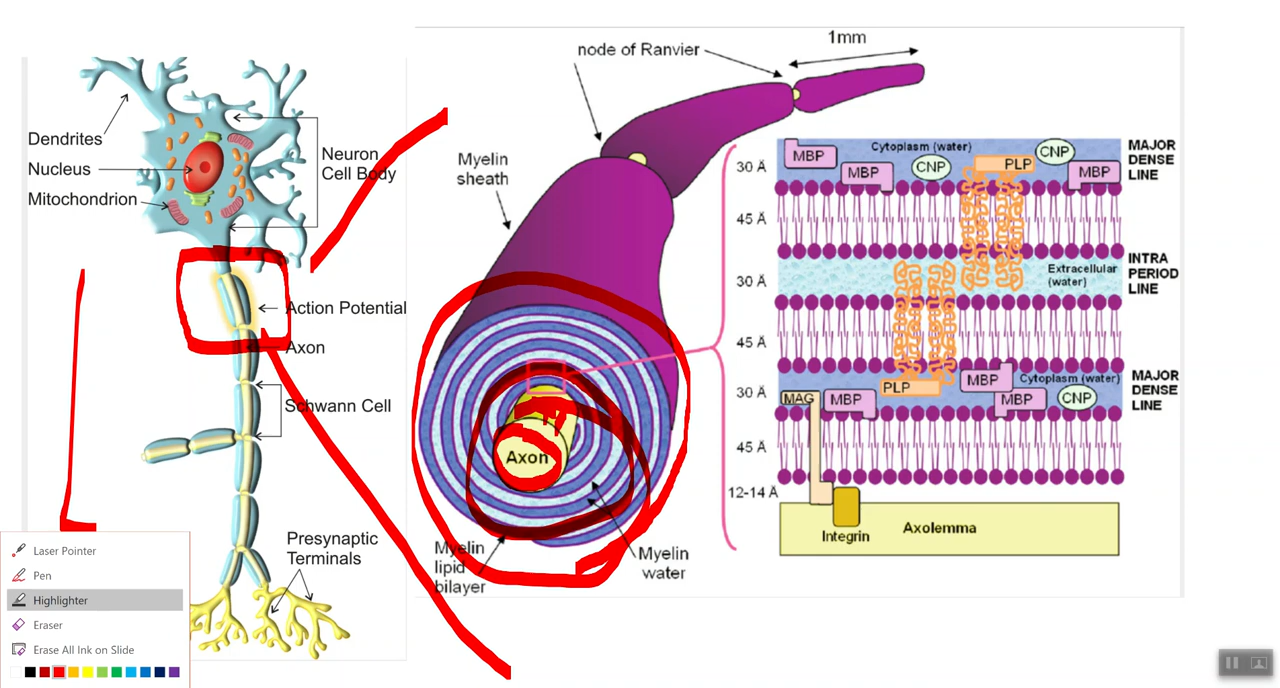 Dendrites
Nucleus
Mitochondrion
Neuron
Cell Body
Action Potential
Axon
Schwann Cell
Presynaptic
Terminals
Laser Pointer
Pen
Highlighter
Eraser
Erase All Ink on Slide
node of Ranvier
1mm
Myelin
sheath
Axon
Myelin
lipid
bilayer
Myelin
water
30 Å
45 Å
30 Å
45 Å
30 Å
45 Å
12-14 Å
MBP
Cytoplasm (water)
MBP
CNP
PLP
CNP
MBP
MAJOR
DENSE
LINE
Extracellular
(water)
INTRA
PERIOD
LINE
PLP
MBP
Cytoplasm (water)
MAG
MBP
MBP
CNP
MAJOR
DENSE
LINE
Integrin
Axolemma